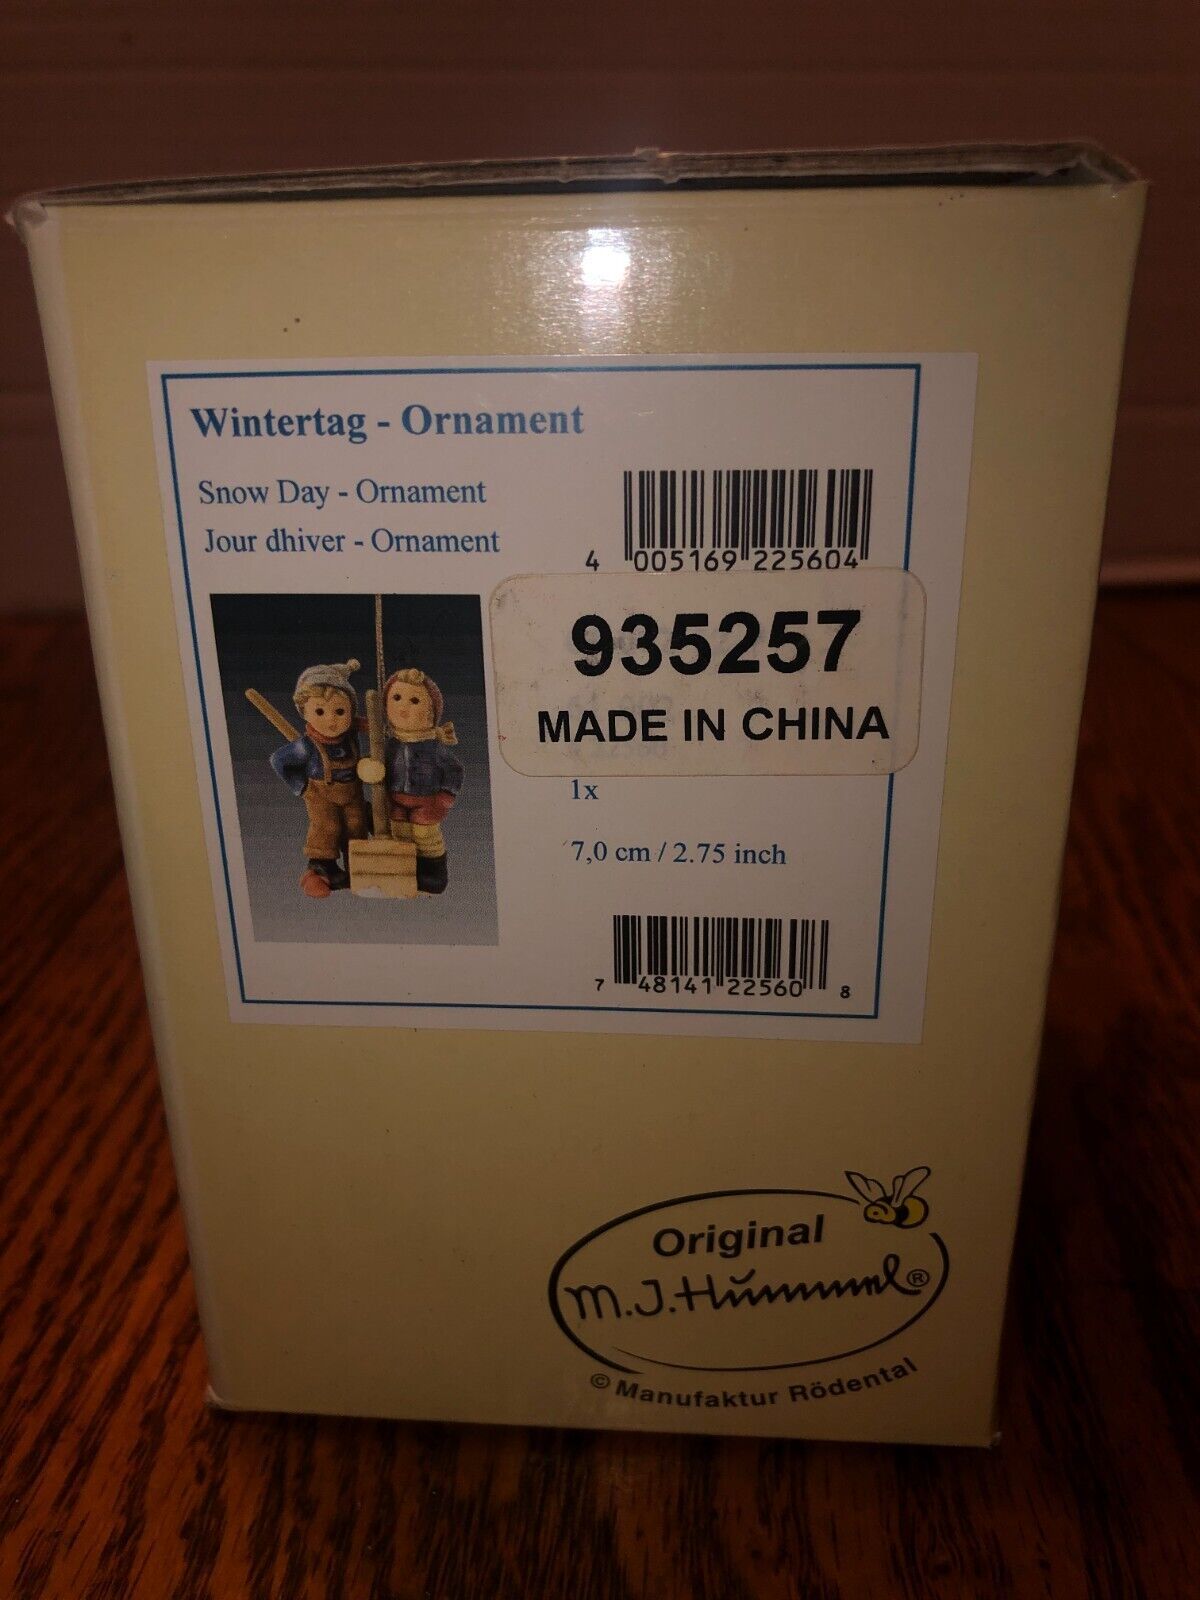 Wintertag - Ornament
Snow Day - Ornament
Jour dhiver - Ornament
4 005169 225604
935257
MADE IN CHINA
1x
7,0 cm / 2.75 inch
7 48141 22560 8
Original
M.J.Hummel®
© Manufaktur Rödental